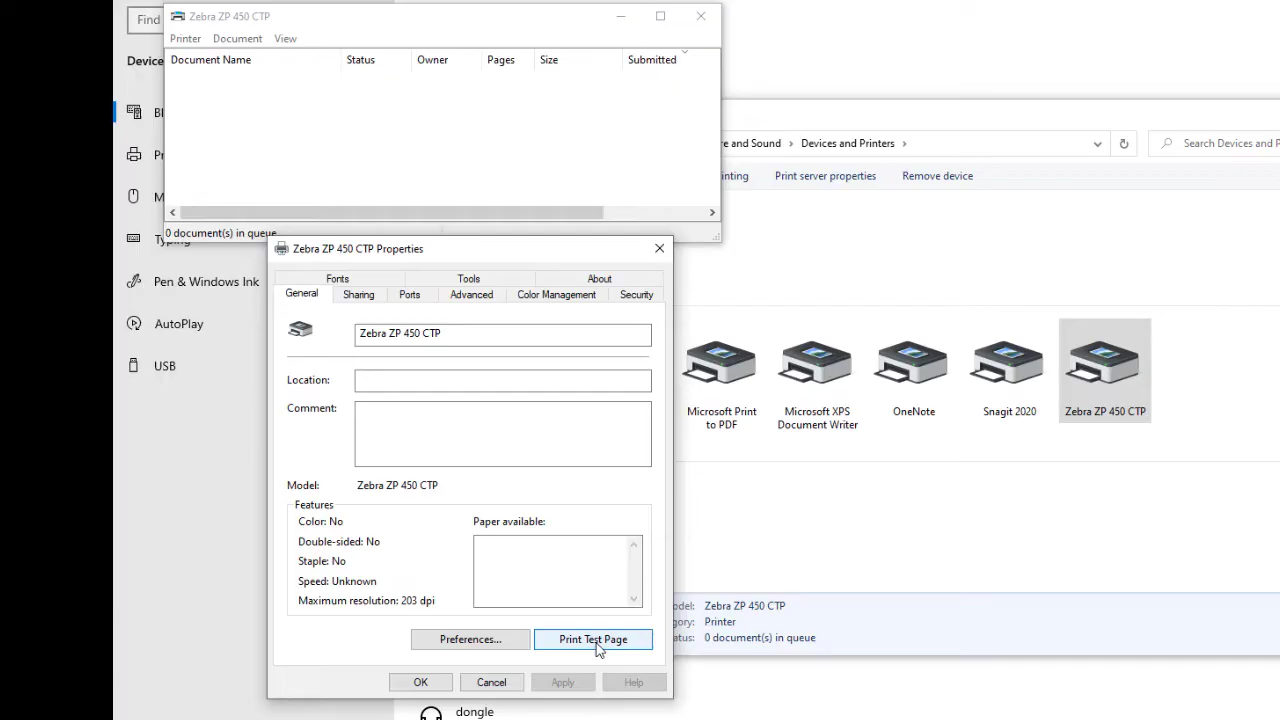 Find
Zebra ZP 450 CTP
Printer Document View
Document Name Status Owner Pages Size Submitted
0 document(s) in queue
Device
Bl
Pr
M
Typing
Pen & Windows Ink
AutoPlay
USB
re and Sound > Devices and Printers >
Search Devices and P
inting Print server properties Remove device
Zebra ZP 450 CTP Properties
Fonts Tools About
General Sharing Ports Advanced Color Management Security
Zebra ZP 450 CTP
Location:
Comment:
Model: Zebra ZP 450 CTP
Features
Color: No
Double-sided: No
Staple: No
Speed: Unknown
Maximum resolution: 203 dpi
Paper available:
Preferences... Print Test Page
OK Cancel Apply Help
Microsoft Print
to PDF
Microsoft XPS
Document Writer
OneNote
Snagit 2020
Zebra ZP 450 CTP
odel: Zebra ZP 450 CTP
gory: Printer
atus: 0 document(s) in queue
dongle